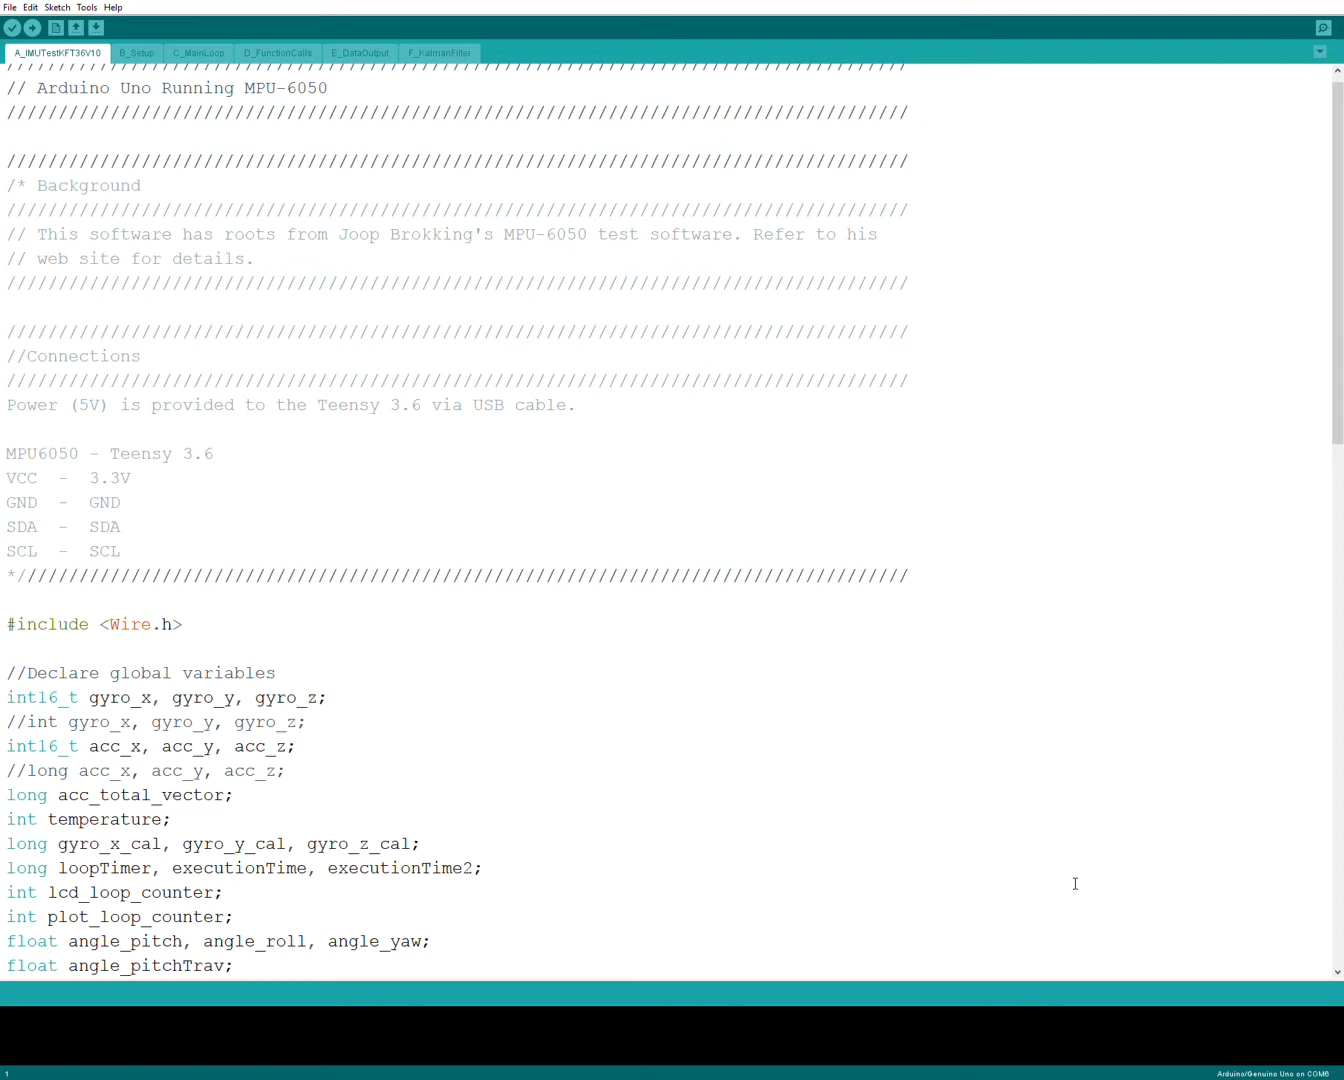 File Edit Sketch Tools Help
A_IMUTestKFT36V10 B_Setup C_MainLoop D_FunctionCalls E_DataOutput F_KalmanFilter
///////////////////////////////////////////////////////////////////////////////////////
// Arduino Uno Running MPU-6050
///////////////////////////////////////////////////////////////////////////////////////
///////////////////////////////////////////////////////////////////////////////////////
/* Background
///////////////////////////////////////////////////////////////////////////////////////
// This software has roots from Joop Brokking's MPU-6050 test software. Refer to his
// web site for details.
///////////////////////////////////////////////////////////////////////////////////////
///////////////////////////////////////////////////////////////////////////////////////
//Connections
///////////////////////////////////////////////////////////////////////////////////////
Power (5V) is provided to the Teensy 3.6 via USB cable.
MPU6050 - Teensy 3.6
VCC  -  3.3V
GND  -  GND
SDA  -  SDA
SCL  -  SCL
*//////////////////////////////////////////////////////////////////////////////////////
#include <Wire.h>
//Declare global variables
int16_t gyro_x, gyro_y, gyro_z;
//int gyro_x, gyro_y, gyro_z;
int16_t acc_x, acc_y, acc_z;
//long acc_x, acc_y, acc_z;
long acc_total_vector;
int temperature;
long gyro_x_cal, gyro_y_cal, gyro_z_cal;
long loopTimer, executionTime, executionTime2;
int lcd_loop_counter;
int plot_loop_counter;
float angle_pitch, angle_roll, angle_yaw;
float angle_pitchTrav;
1 Arduino/Genuino Uno on COM6